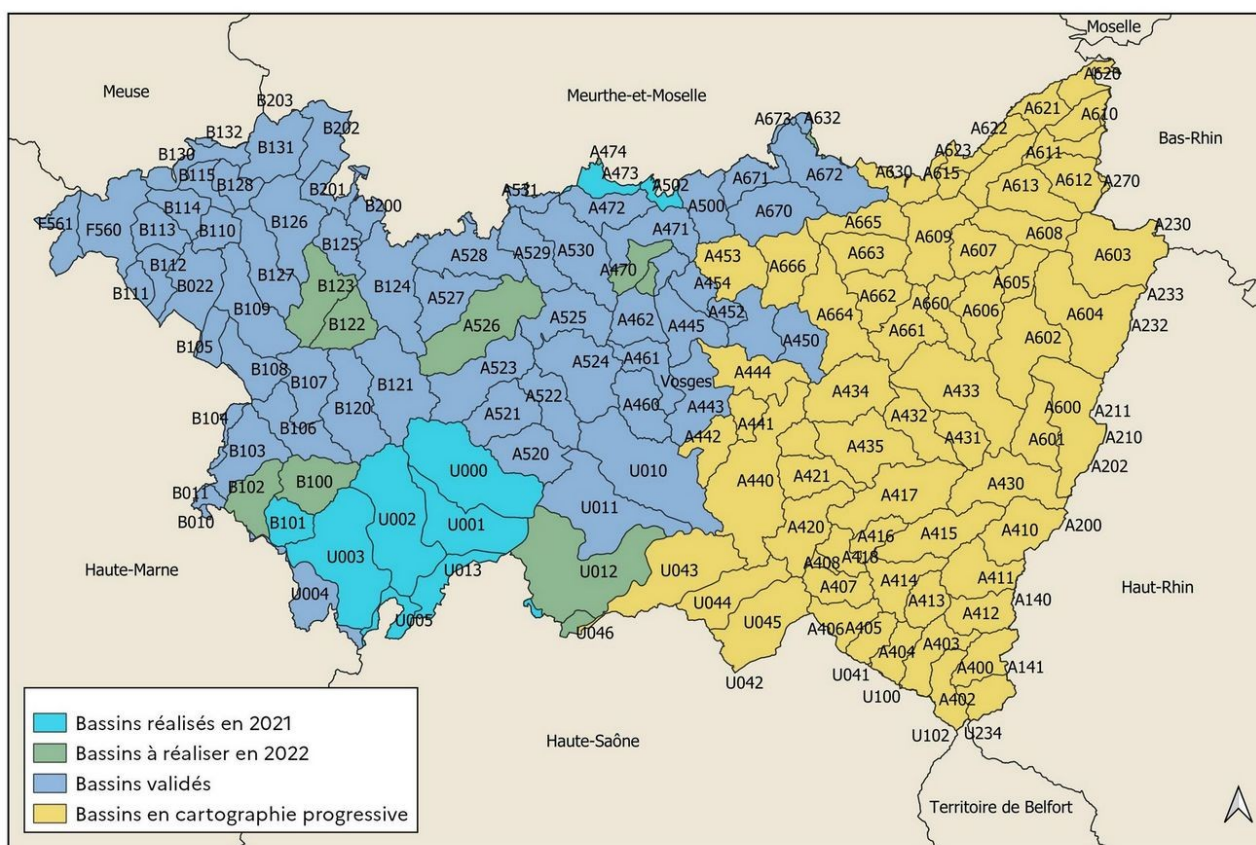 Moselle
Meuse
Meurthe-et-Moselle
Bas-Rhin
A620
A621
A610
B203
B202
B132
B131
A673
A632
A622
A623
A611
B130
B115
B128
B201
A474
A473
A502
A531
A671
A672
A630
A615
A613
A612
A270
B114
B200
A472
A500
A670
F561
F560
B113
B110
B126
B125
A471
A665
A609
A608
A230
B112
B022
B127
B123
B124
A528
A529
A530
A470
A453
A666
A663
A607
A603
B111
B109
A527
A454
A662
A605
A233
B122
A526
A525
A462
A445
A452
A664
A660
A606
A604
A232
B105
A450
A661
A602
B108
B107
B121
A523
A524
A461
Vosges
A444
A434
A433
B104
B120
A522
A521
A460
A443
A441
A432
A600
A211
B106
B103
A442
A435
A431
A601
A210
A520
U010
A202
B102
B100
U000
A440
A421
A417
A430
B011
B010
B101
U002
U001
U011
A420
A416
A415
A410
A200
U003
U013
U012
U043
A408
A418
Haute-Marne
U004
A407
A414
A411
Haut-Rhin
U005
U046
U044
U045
A413
A412
A140
A406
A405
A403
A404
A400
A141
U042
U041
U100
A402
U102
U234
Haute-Saône
Territoire de Belfort
Bassins réalisés en 2021
Bassins à réaliser en 2022
Bassins validés
Bassins en cartographie progressive